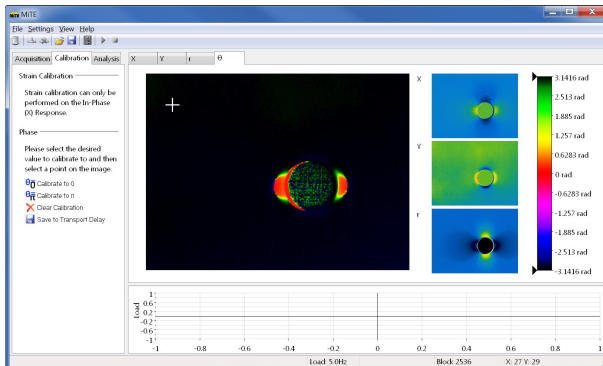 MiTE MiTE
File Settings View Help
Acquisition Calibration Analysis X Y r θ
Strain Calibration
Strain calibration can only be
performed on the In-Phase
(X) Response.
Phase
Please select the desired
value to calibrate to and then
select a point on the image.
Calibrate to 0
Calibrate to π
Clear Calibration
Save to Transport Delay
X
Y
r
3.1416 rad
2.513 rad
1.885 rad
1.257 rad
0.6283 rad
0 rad
-0.6283 rad
-1.257 rad
-1.885 rad
-2.513 rad
-3.1416 rad
Load
1
0.6
0.2
-0.2
-0.6
-1
-1 -0.8 -0.6 -0.4 -0.2 0 0.2 0.4 0.6 0.8 1
Load: 5.0Hz Block 2536 X: 27 Y: 29